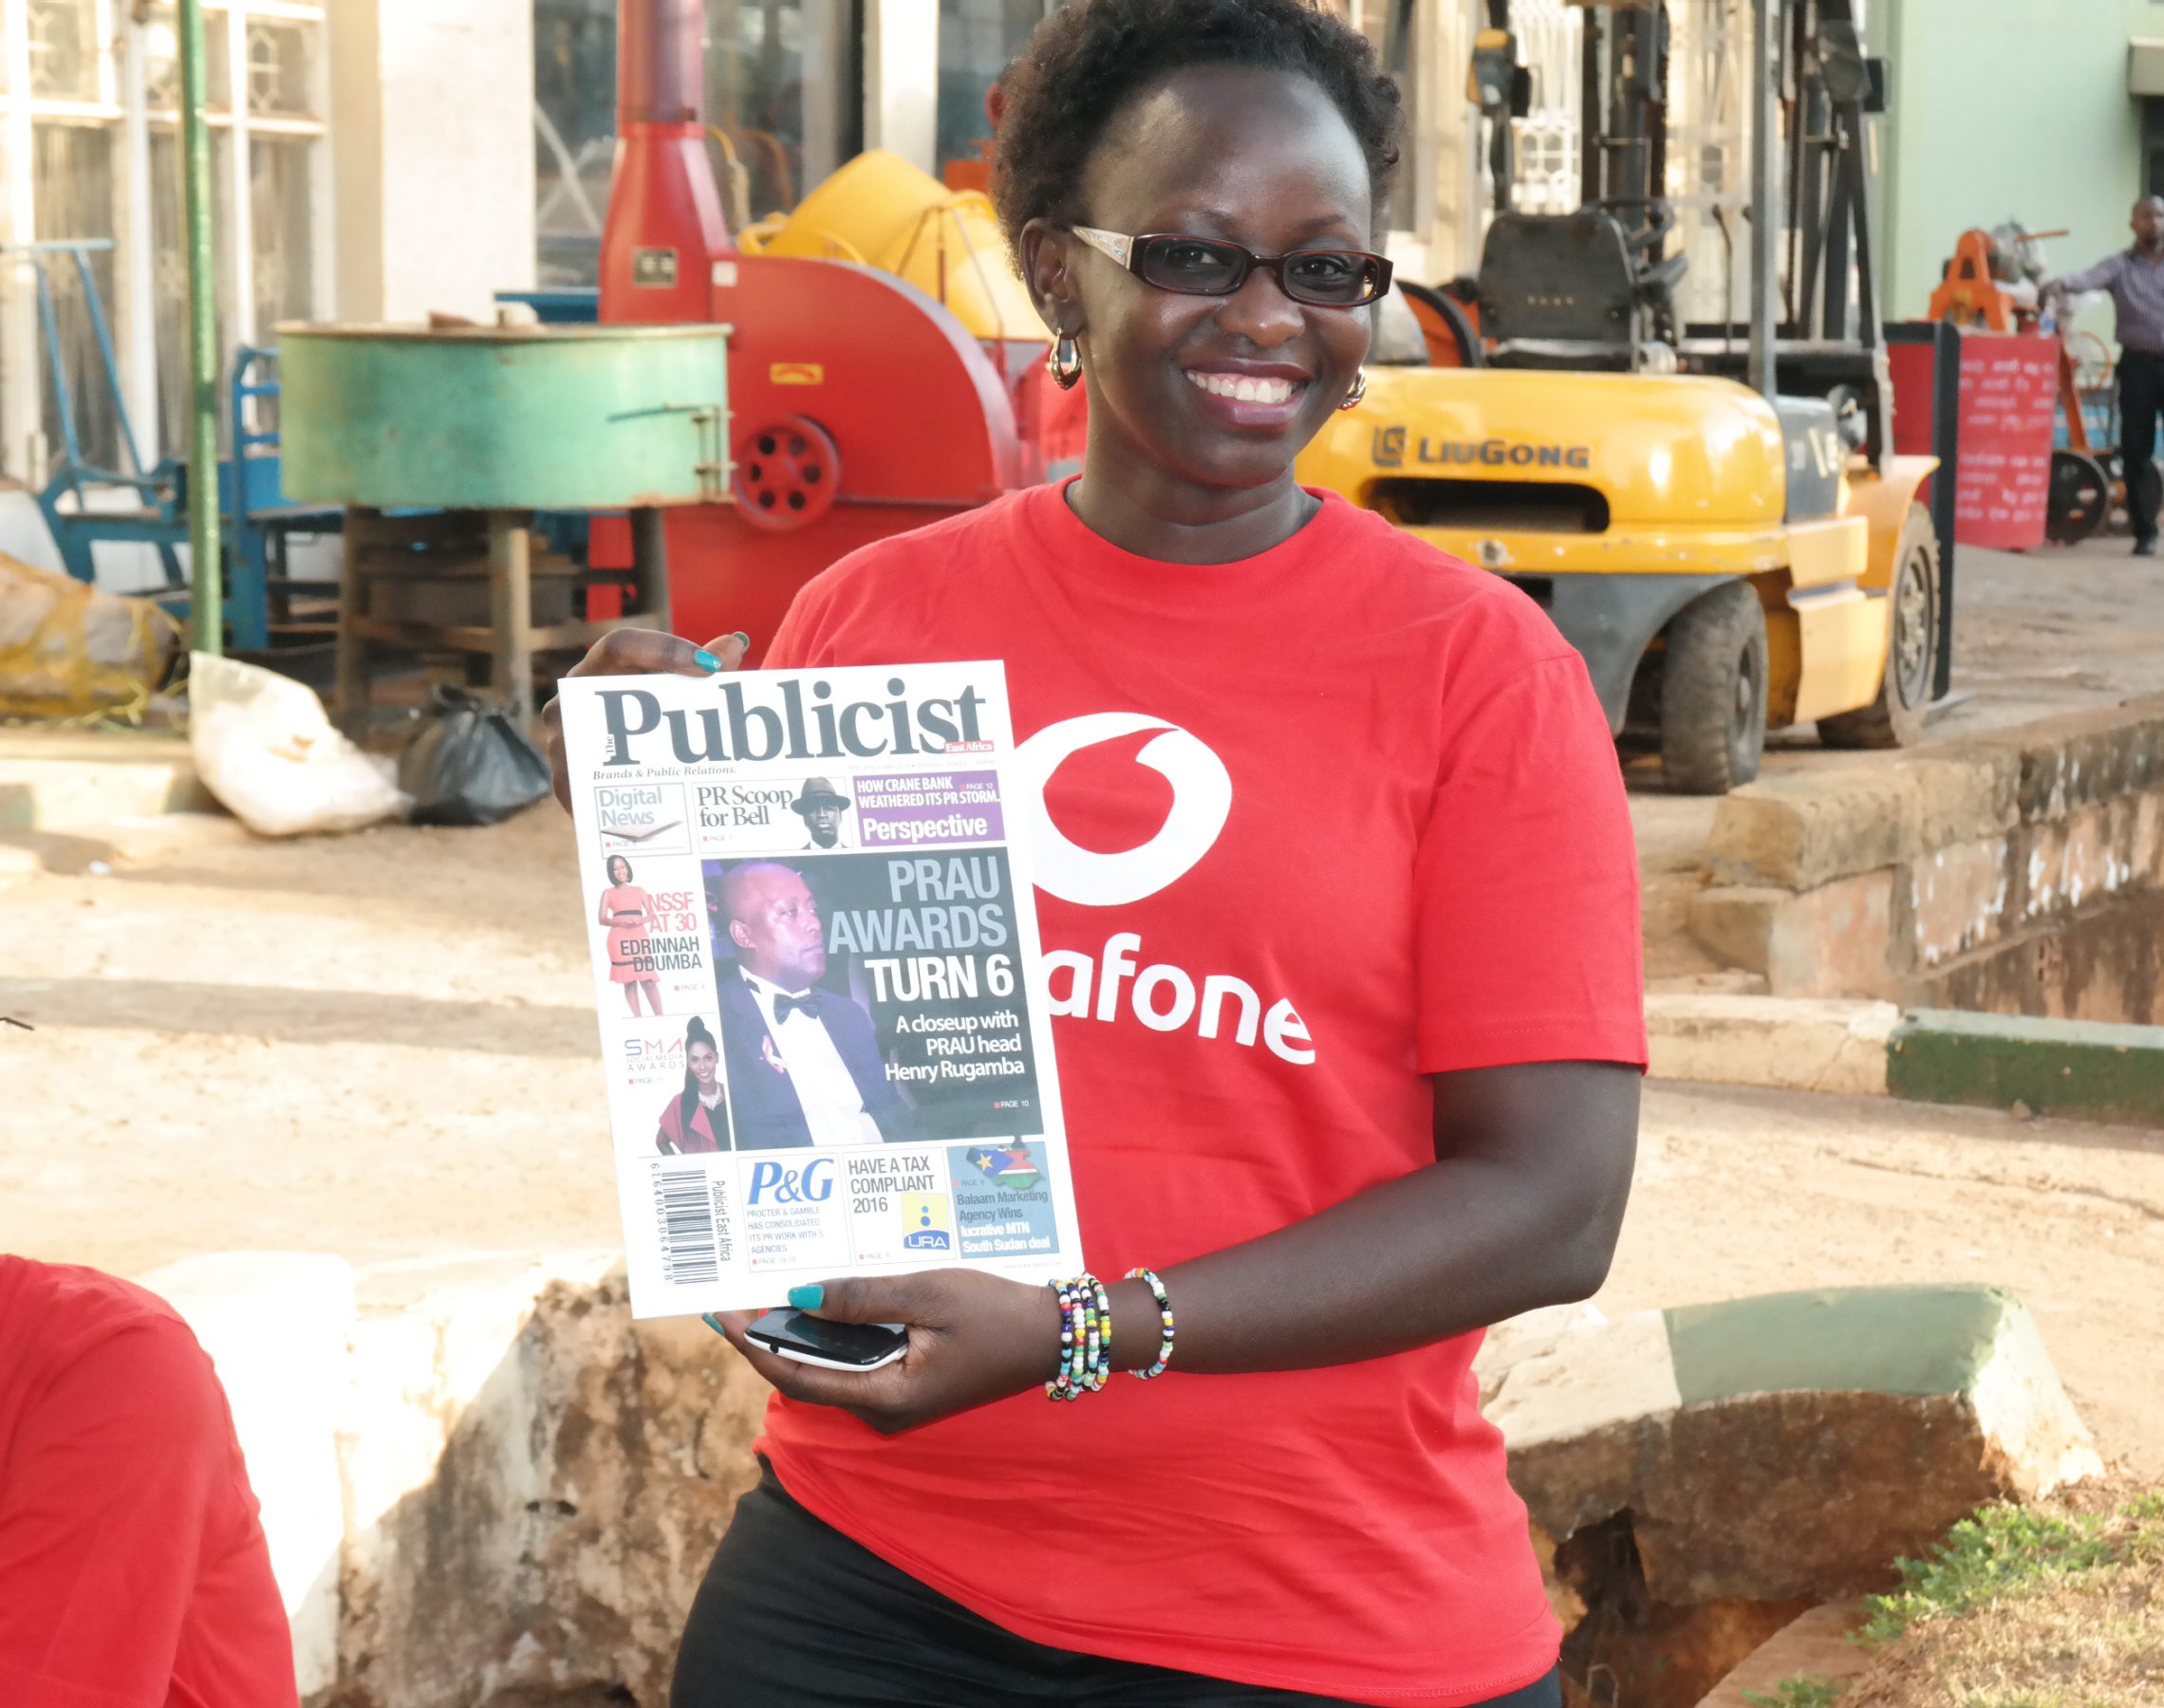 LIUGONG
The Publicist
East Africa
Brands & Public Relations.
Digital
News
PR Scoop
for Bell
PAGE 7
HOW CRANE BANK
WEATHERED ITS PR STORM.
PAGE 12
Perspective
NSSF
AT 30
EDRINNAH
DDUMBA
SMA
SOCIAL MEDIA
AWARDS
PAGE 11
PRAU
AWARDS
TURN 6
A closeup with
PRAU head
Henry Rugamba
PAGE 10
afone
Publicist East Africa
P&G
PROCTER & GAMBLE
HAS CONSOLIDATED
ITS PR WORK WITH 5
AGENCIES
HAVE A TAX
COMPLIANT
2016
URA
Balaam Marketing
Agency Wins
lucrative MTN
South Sudan deal